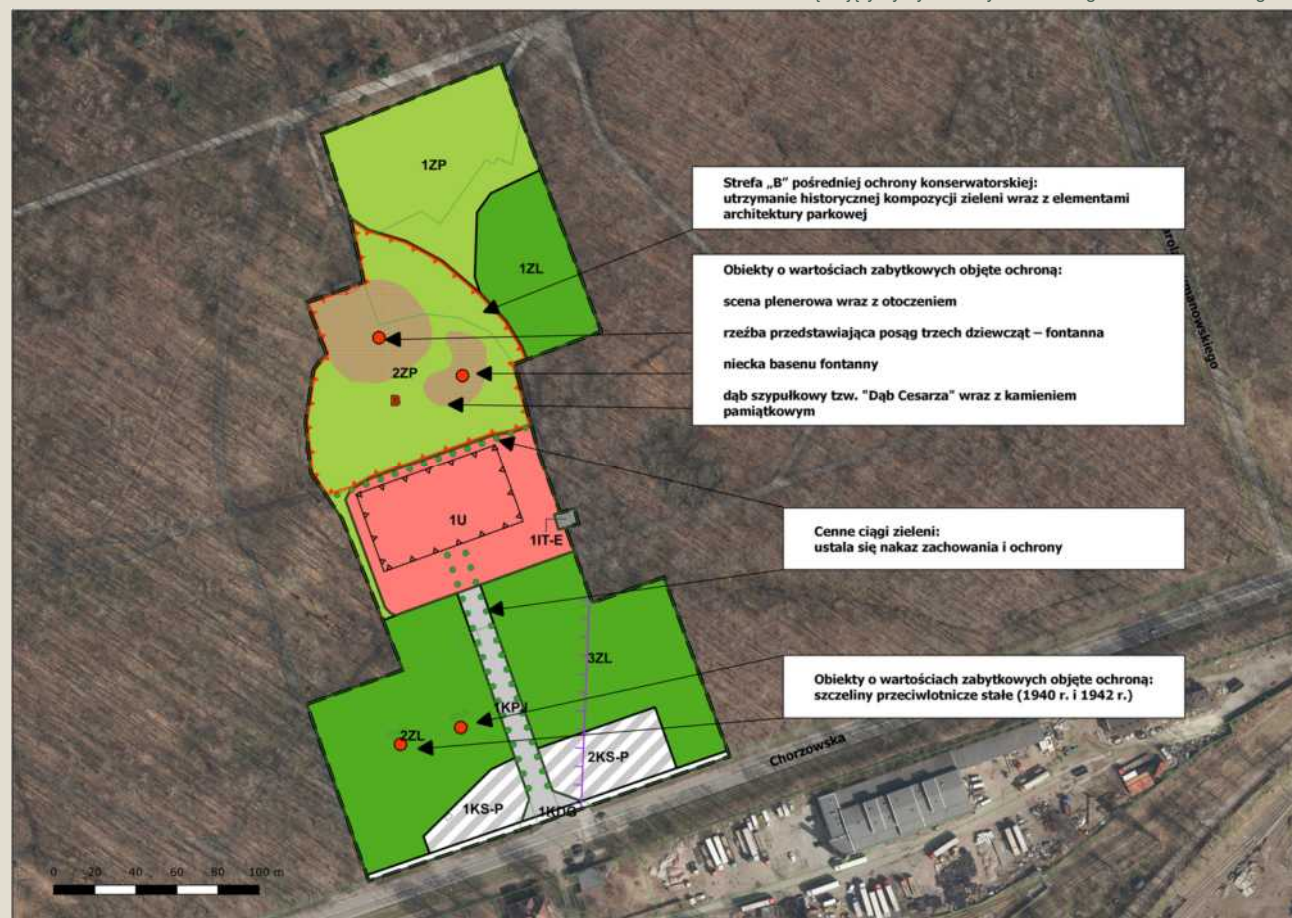 1ZP
Strefa „B” pośredniej ochrony konserwatorskiej:
utrzymanie historycznej kompozycji zieleni wraz z elementami
architektury parkowej
1ZL
Obiekty o wartościach zabytkowych objęte ochroną:
scena plenerowa wraz z otoczeniem
rzeźba przedstawiająca posąg trzech dziewcząt – fontanna
niecka basenu fontanny
dąb szypułkowy tzw. "Dąb Cesarza" wraz z kamieniem
pamiątkowym
2ZP
B
1U
1IT-E
Cenne ciągi zieleni:
ustala się nakaz zachowania i ochrony
3ZL
Obiekty o wartościach zabytkowych objęte ochroną:
szczeliny przeciwlotnicze stałe (1940 r. i 1942 r.)
1KPJ
2ZL
2KS-P
Chorzowska
1KS-P
0 20 40 60 80 100 m